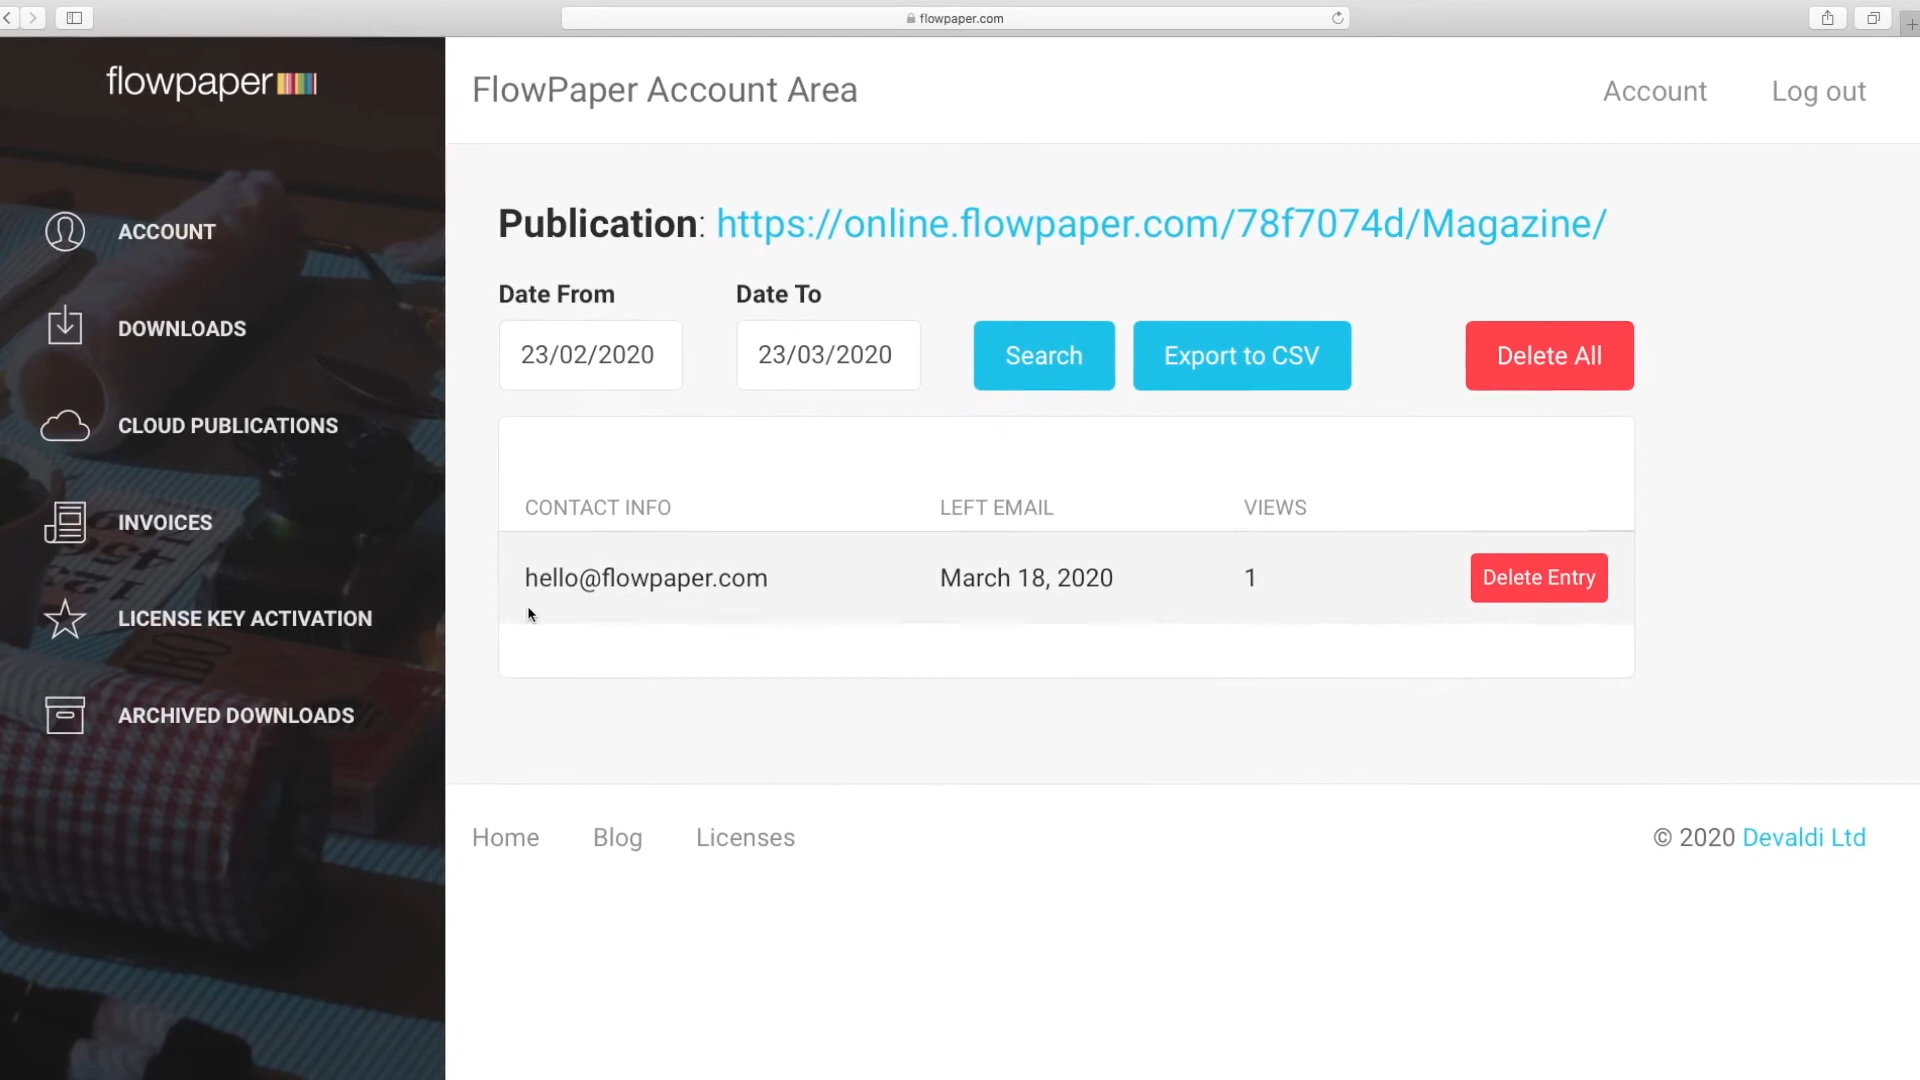 flowpaper.com
flowpaper
FlowPaper Account Area
Account
Log out
ACCOUNT
DOWNLOADS
CLOUD PUBLICATIONS
INVOICES
LICENSE KEY ACTIVATION
ARCHIVED DOWNLOADS
Publication: https://online.flowpaper.com/78f7074d/Magazine/
Date From
Date To
23/02/2020
23/03/2020
Search
Export to CSV
Delete All
CONTACT INFO
LEFT EMAIL
VIEWS
hello@flowpaper.com
March 18, 2020
1
Delete Entry
Home
Blog
Licenses
© 2020 Devaldi Ltd